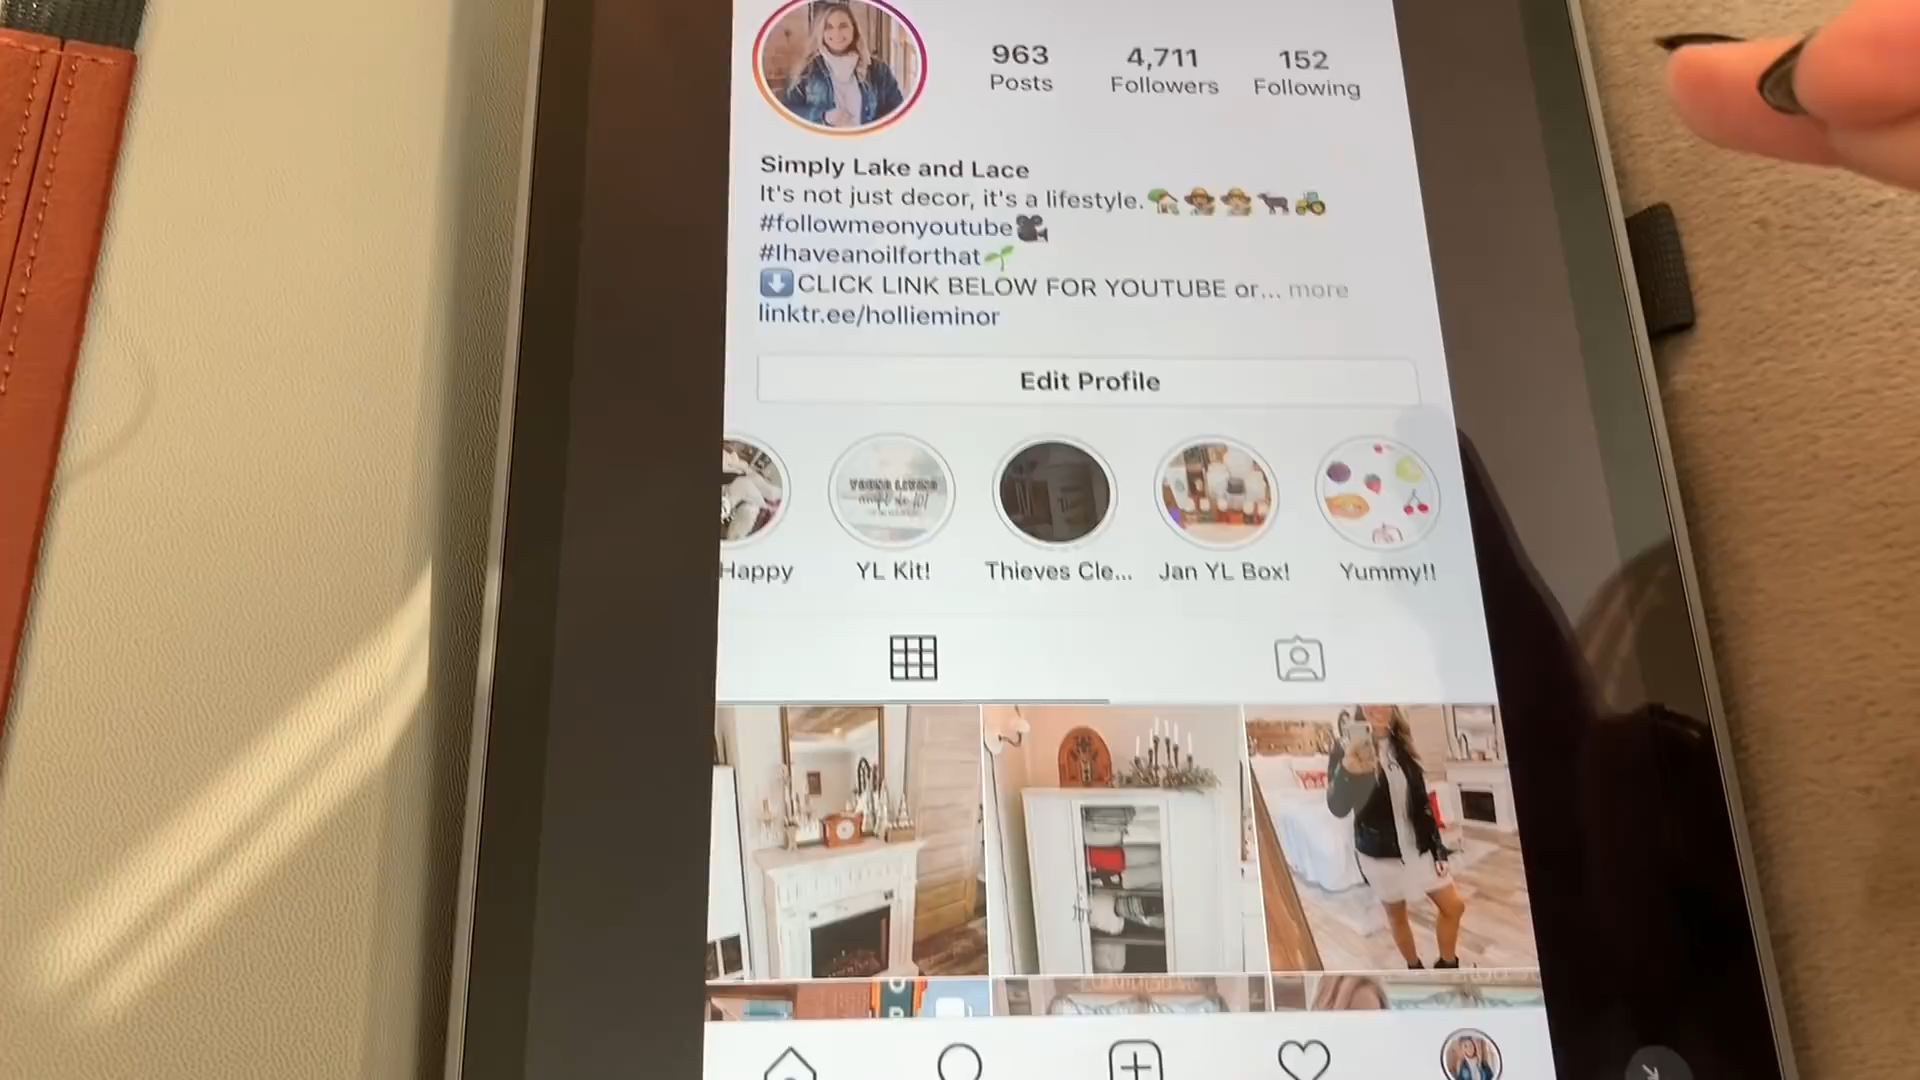 963
Posts
4,711
Followers
152
Following
Simply Lake and Lace
It's not just decor, it's a lifestyle.
#followmeonyoutube
#Ihaveanoilforthat
CLICK LINK BELOW FOR YOUTUBE or... more
linktr.ee/hollieminor
Edit Profile
YOUNG LIVING
Happy
YL Kit!
Thieves Cle...
Jan YL Box!
Yummy!!